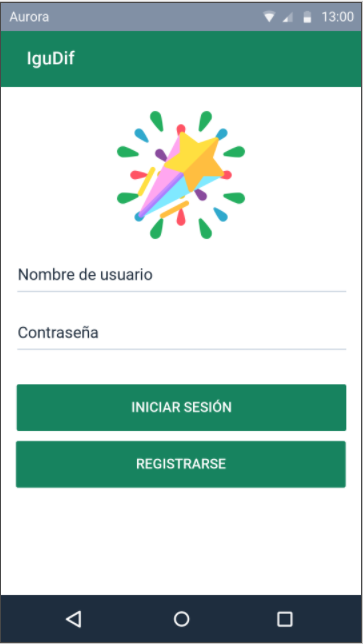 Aurora 13:00
IguDif
Nombre de usuario
Contraseña
INICIAR SESIÓN
REGISTRARSE